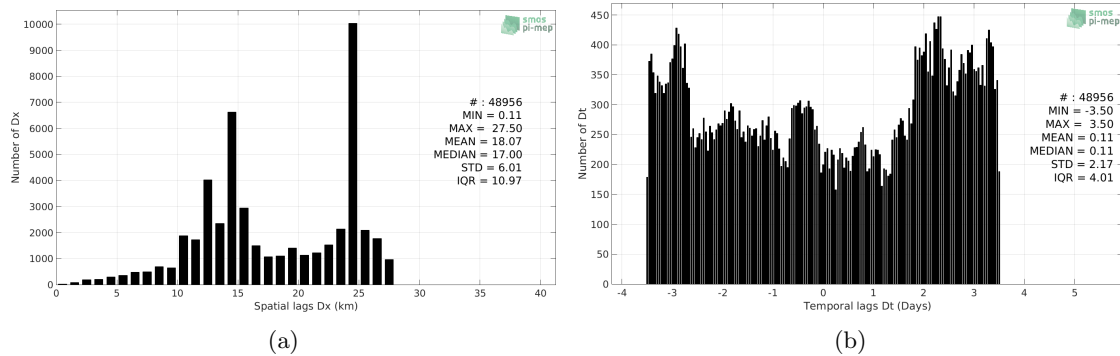 10000
9000
8000
7000
6000
5000
4000
3000
2000
1000
0
Number of Dx
0 5 10 15 20 25 30 35 40
Spatial lags Dx (km)
smos
pi-mep
# : 48956
MIN = 0.11
MAX = 27.50
MEAN = 18.07
MEDIAN = 17.00
STD = 6.01
IQR = 10.97
(a)
450
400
350
300
250
200
150
100
50
0
Number of Dt
-4 -3 -2 -1 0 1 2 3 4 5
Temporal lags Dt (Days)
smos
pi-mep
# : 48956
MIN = -3.50
MAX = 3.50
MEAN = 0.11
MEDIAN = 0.11
STD = 2.17
IQR = 4.01
(b)